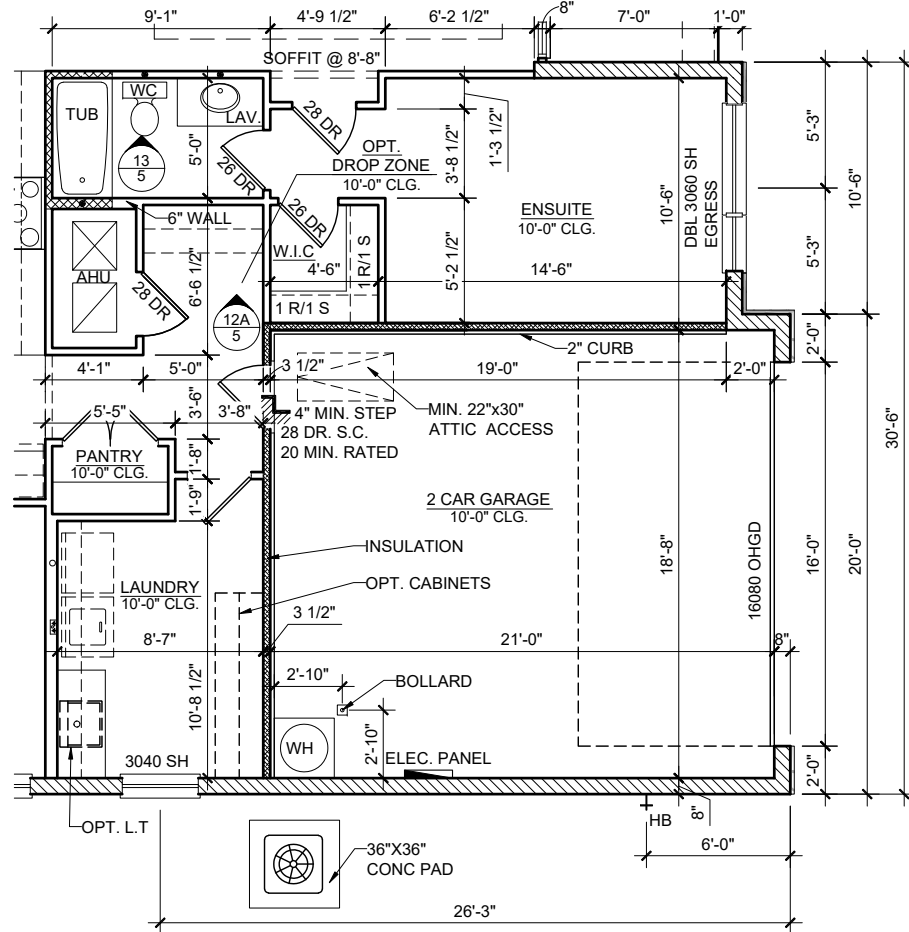 9'-1"
4'-9 1/2"
6'-2 1/2"
8"
7'-0"
1'-0"
SOFFIT @ 8'-8"
TUB
WC
LAV.
28 DR
13
5
5'-0"
26 DR
OPT.
DROP ZONE
10'-0" CLG.
3'-8 1/2"
1'-3 1/2"
10'-6"
DBL 3060 SH
EGRESS
5'-3"
5'-3"
10'-6"
6" WALL
26 DR
ENSUITE
10'-0" CLG.
W.I.C
4'-6"
1 R/1 S
1 R/1 S
5'-2 1/2"
14'-6"
AHU
28 DR
6'-6 1/2"
12A
5
2" CURB
2'-0"
4'-1"
5'-0"
3 1/2"
19'-0"
2'-0"
3'-6"
5'-5"
3'-8"
4" MIN. STEP
28 DR. S.C.
20 MIN. RATED
MIN. 22"x30"
ATTIC ACCESS
30'-6"
PANTRY
10'-0" CLG.
1'-8"
1'-9"
2 CAR GARAGE
10'-0" CLG.
18'-8"
16080 OHGD
16'-0"
20'-0"
INSULATION
LAUNDRY
10'-0" CLG.
OPT. CABINETS
3 1/2"
8'-7"
21'-0"
8"
10'-8 1/2"
2'-10"
BOLLARD
2'-10"
WH
ELEC. PANEL
3040 SH
2'-0"
OPT. L.T
8"
HB
6'-0"
36"X36"
CONC PAD
26'-3"